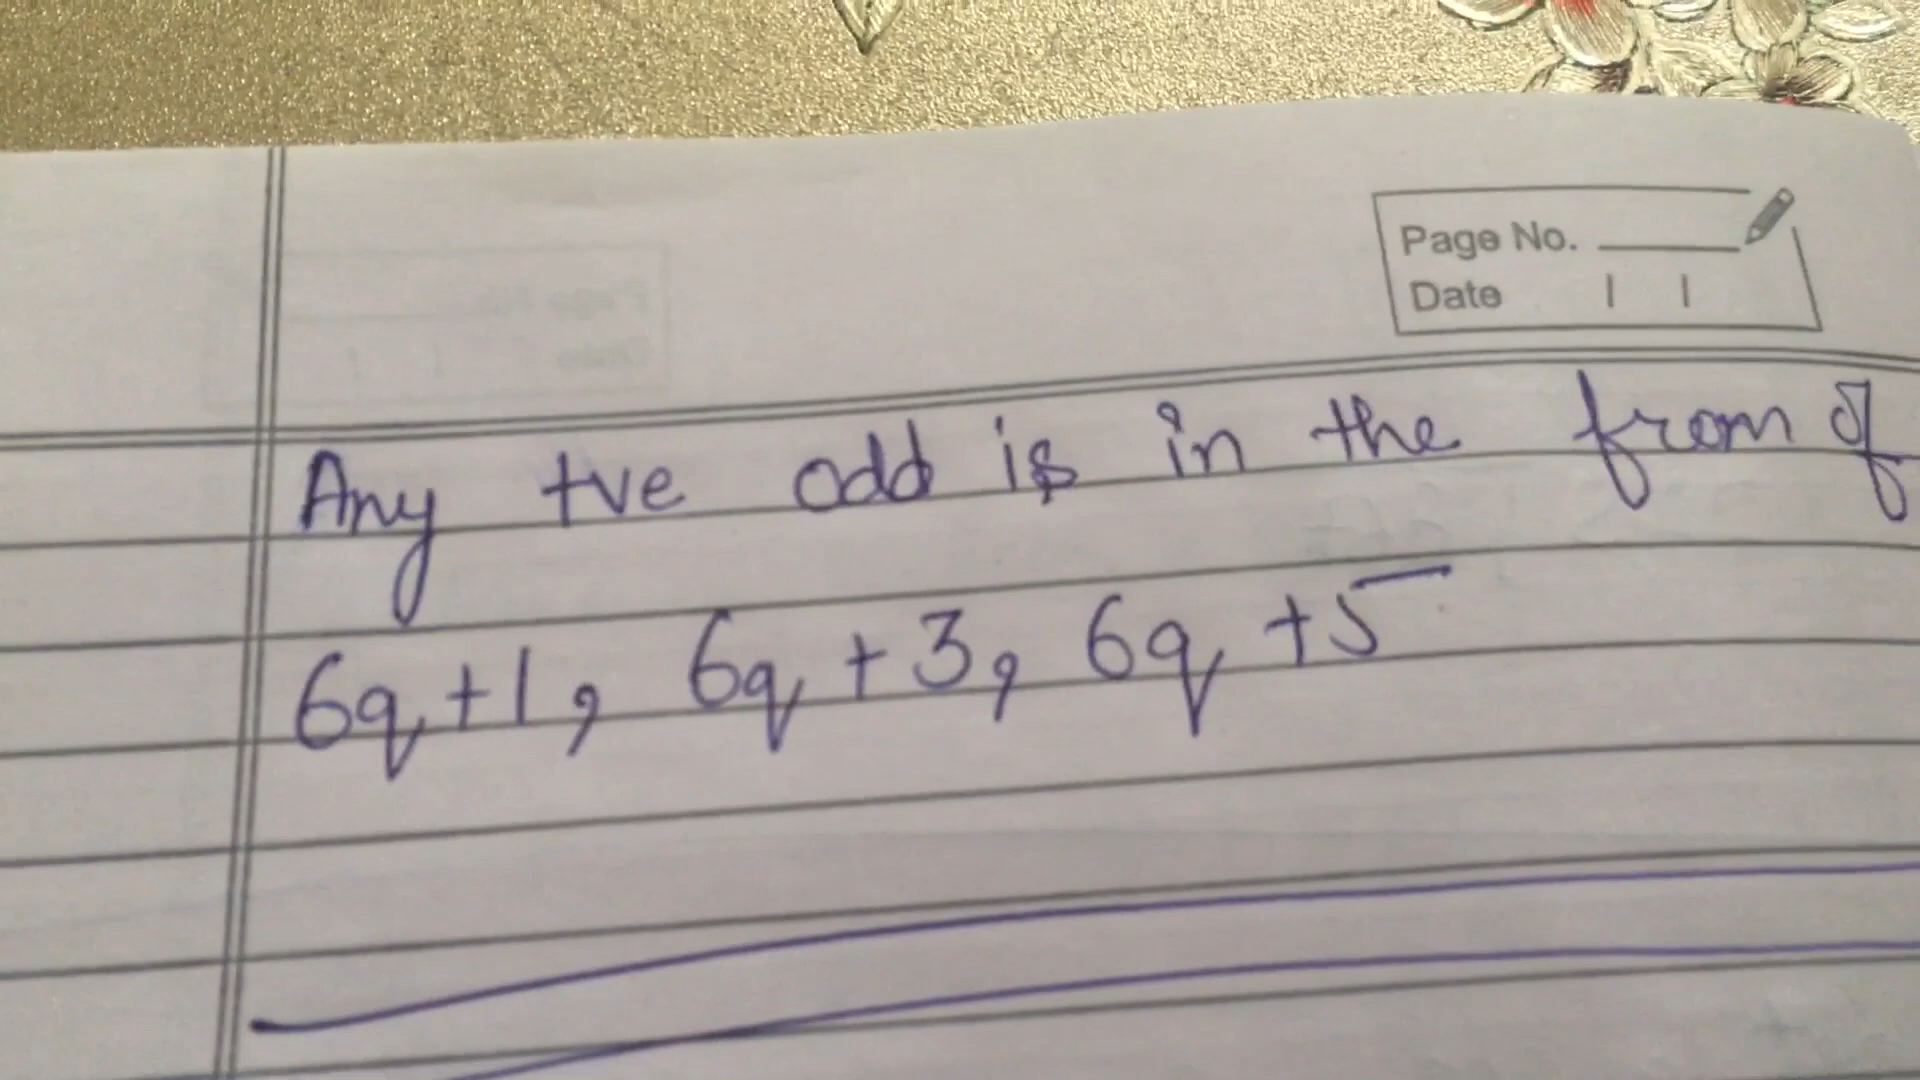 Page No.
Date
Any +ve odd is in the from of
6q+1, 6q+3, 6q+5